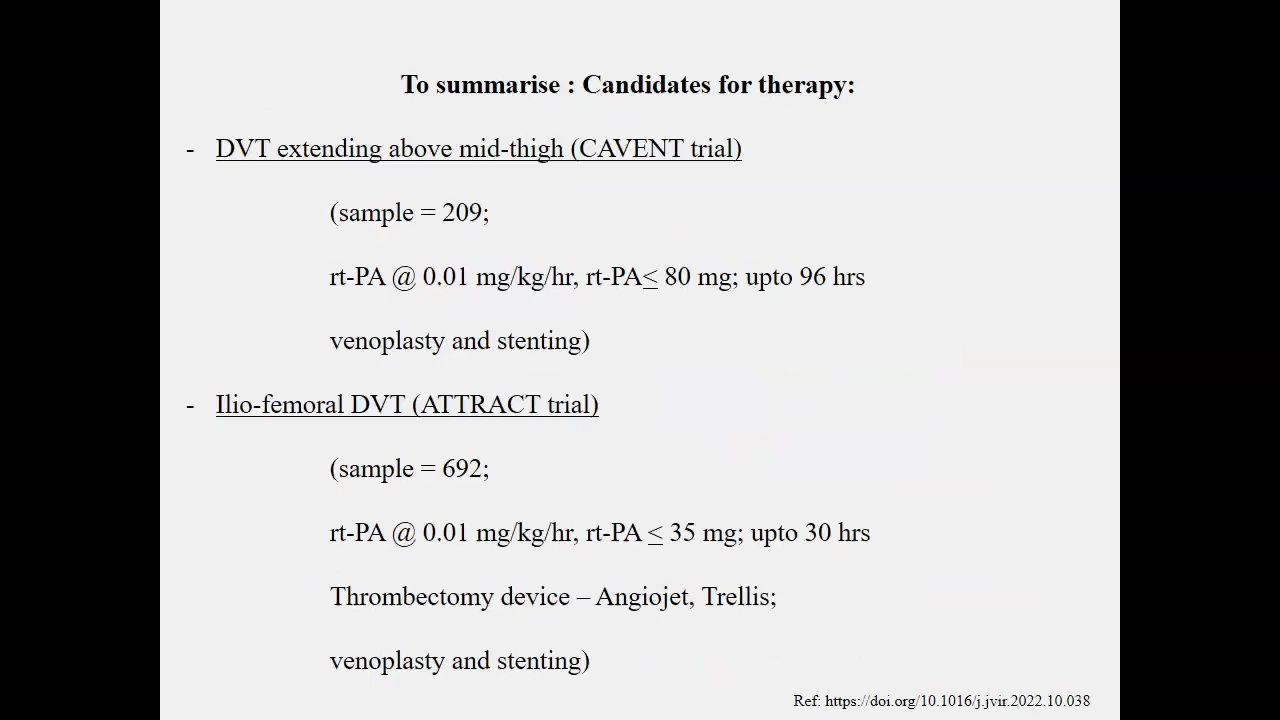 To summarise : Candidates for therapy:
- DVT extending above mid-thigh (CAVENT trial)
(sample = 209;
rt-PA @ 0.01 mg/kg/hr, rt-PA≤ 80 mg; upto 96 hrs
venoplasty and stenting)
- Ilio-femoral DVT (ATTRACT trial)
(sample = 692;
rt-PA @ 0.01 mg/kg/hr, rt-PA ≤ 35 mg; upto 30 hrs
Thrombectomy device – Angiojet, Trellis;
venoplasty and stenting)
Ref: https://doi.org/10.1016/j.jvir.2022.10.038